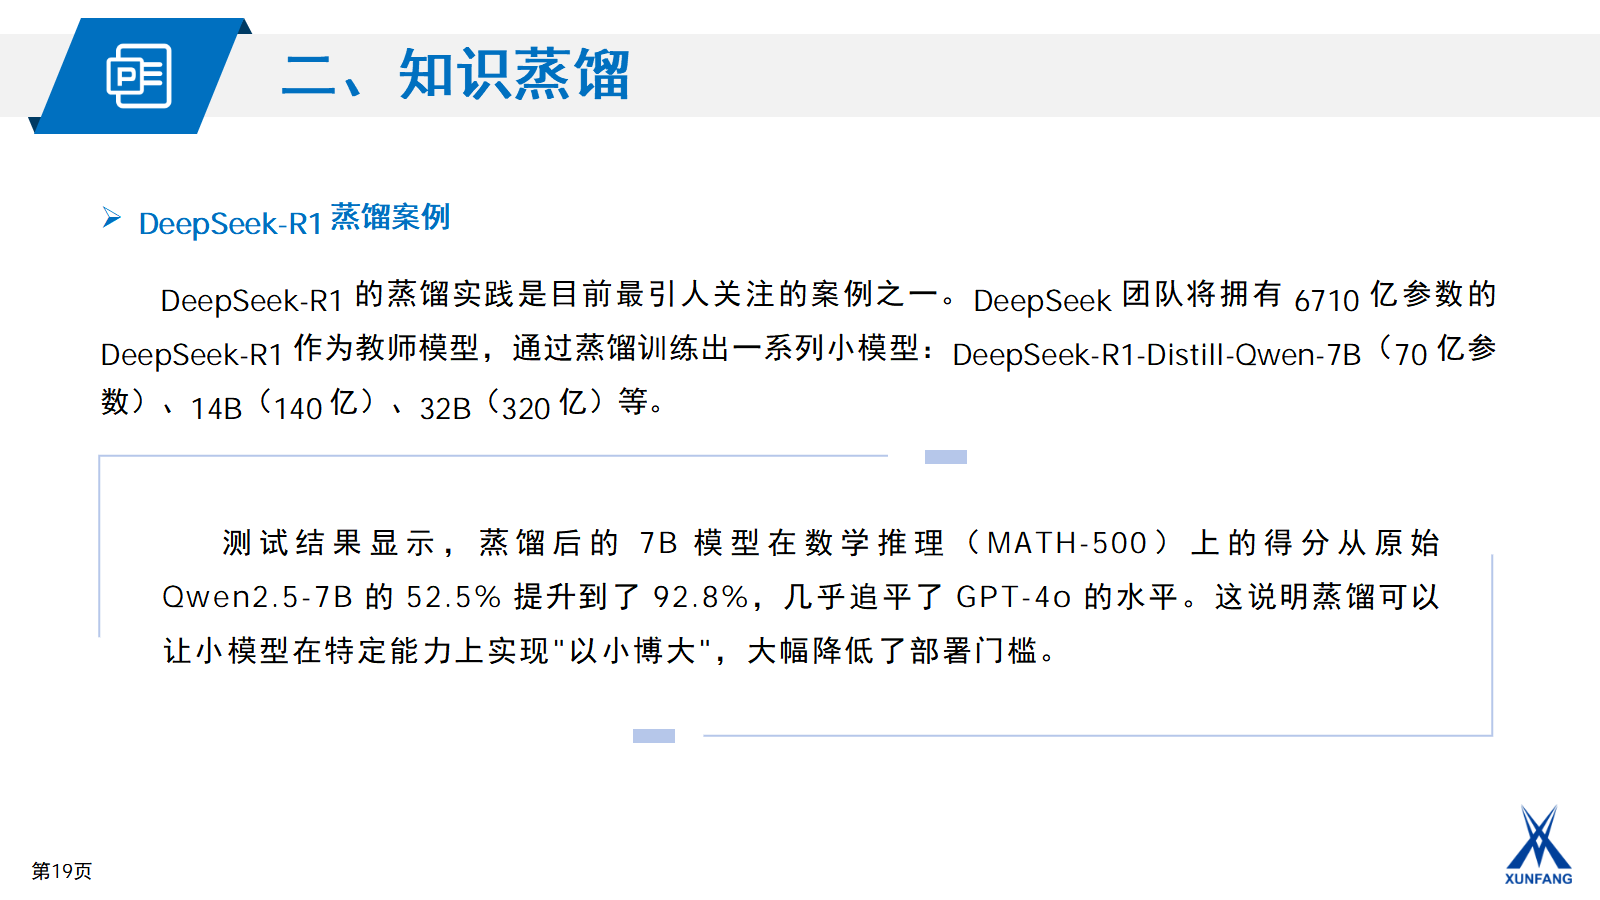 二、知识蒸馏
DeepSeek-R1 蒸馏案例
DeepSeek-R1 的蒸馏实践是目前最引人关注的案例之一。DeepSeek 团队将拥有 6710 亿参数的
DeepSeek-R1 作为教师模型，通过蒸馏训练出一系列小模型：DeepSeek-R1-Distill-Qwen-7B（70 亿参
数）、14B（140 亿）、32B（320 亿）等。
测试结果显示，蒸馏后的 7B 模型在数学推理（MATH-500）上的得分从原始
Qwen2.5-7B 的 52.5% 提升到了 92.8%，几乎追平了 GPT-4o 的水平。这说明蒸馏可以
让小模型在特定能力上实现"以小博大"，大幅降低了部署门槛。
第19页
XUNFANG